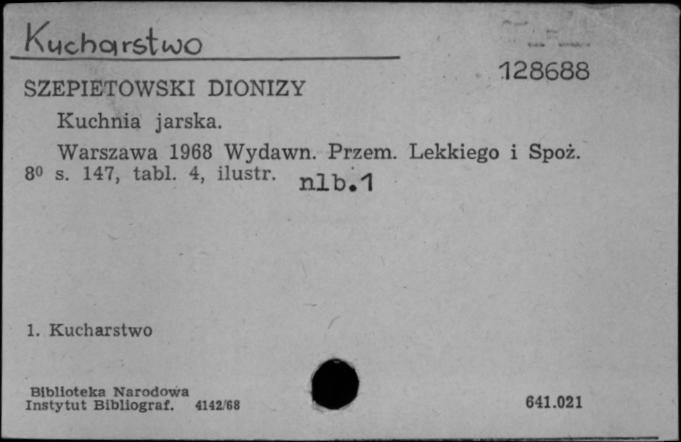 Kucharstwo
128688
SZEPIETOWSKI DIONIZY
Kuchnia jarska.
Warszawa 1968 Wydawn. Przem. Lekkiego i Spoż.
8⁰ s. 147, tabl. 4, ilustr. nlb.1
1. Kucharstwo
Biblioteka Narodowa
Instytut Bibliograf. 4142/68
641.021